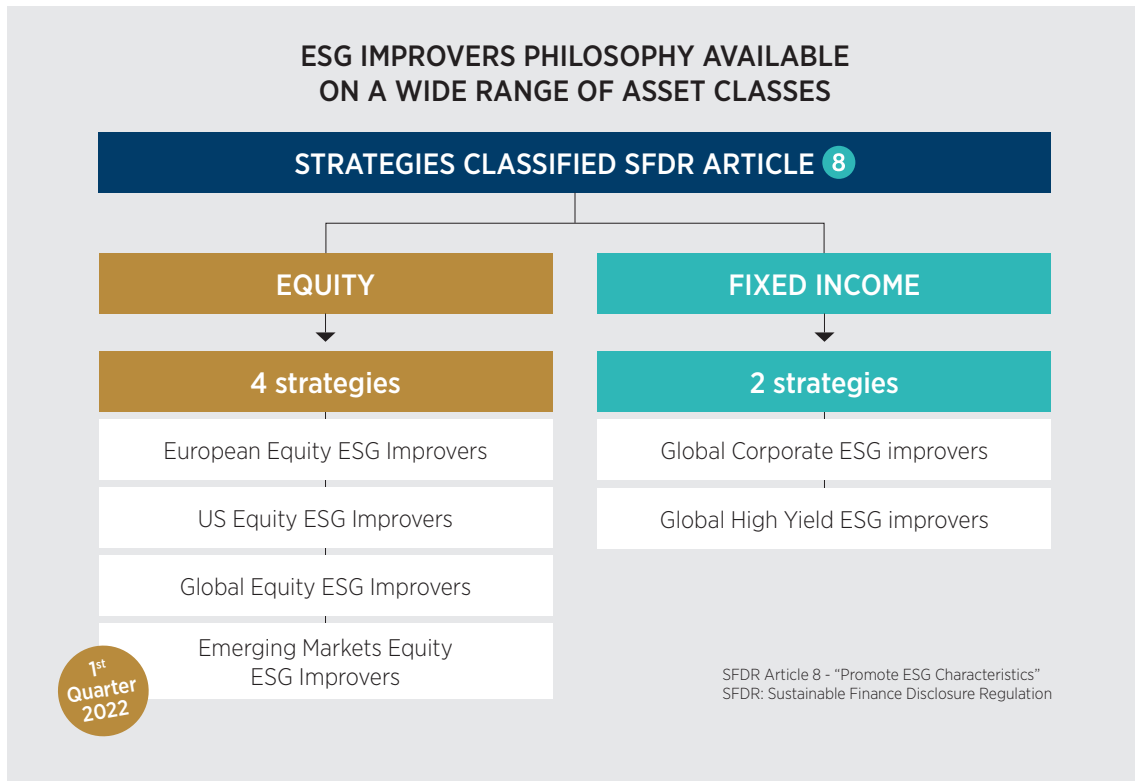 ESG IMPROVERS PHILOSOPHY AVAILABLE
ON A WIDE RANGE OF ASSET CLASSES
STRATEGIES CLASSIFIED SFDR ARTICLE 8
EQUITY
4 strategies
European Equity ESG Improvers
US Equity ESG Improvers
Global Equity ESG Improvers
Emerging Markets Equity
ESG Improvers
1st
Quarter
2022
FIXED INCOME
2 strategies
Global Corporate ESG improvers
Global High Yield ESG improvers
SFDR Article 8 - “Promote ESG Characteristics”
SFDR: Sustainable Finance Disclosure Regulation